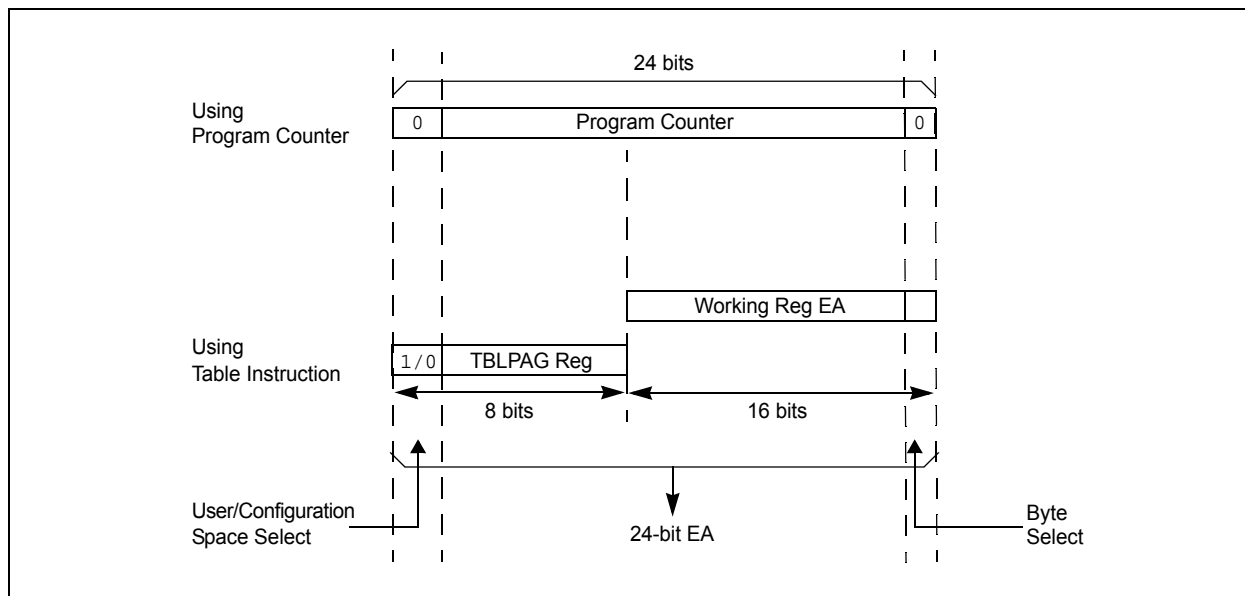 24 bits
Using
Program Counter
0
Program Counter
0
Working Reg EA
Using
Table Instruction
1/0
TBLPAG Reg
8 bits
16 bits
User/Configuration
Space Select
24-bit EA
Byte
Select